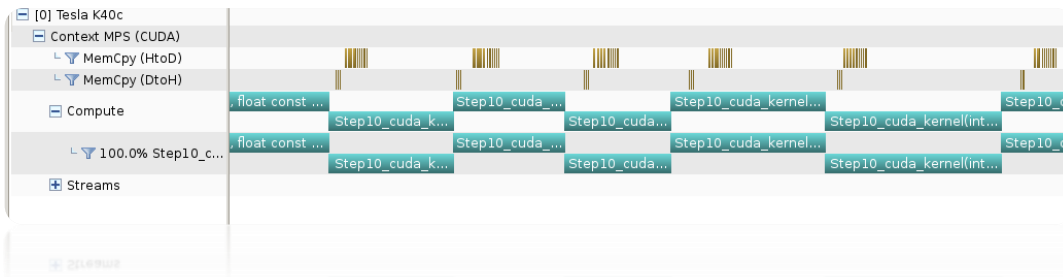 [0] Tesla K40c
Context MPS (CUDA)
MemCpy (HtoD)
MemCpy (DtoH)
Compute
, float const ... Step10_cuda_... Step10_cuda_kernel... Step10_c
Step10_cuda_k... Step10_cuda... Step10_cuda_kernel(int...
100.0% Step10_c...
, float const ... Step10_cuda_... Step10_cuda_kernel... Step10_c
Step10_cuda_k... Step10_cuda... Step10_cuda_kernel(int...
Streams